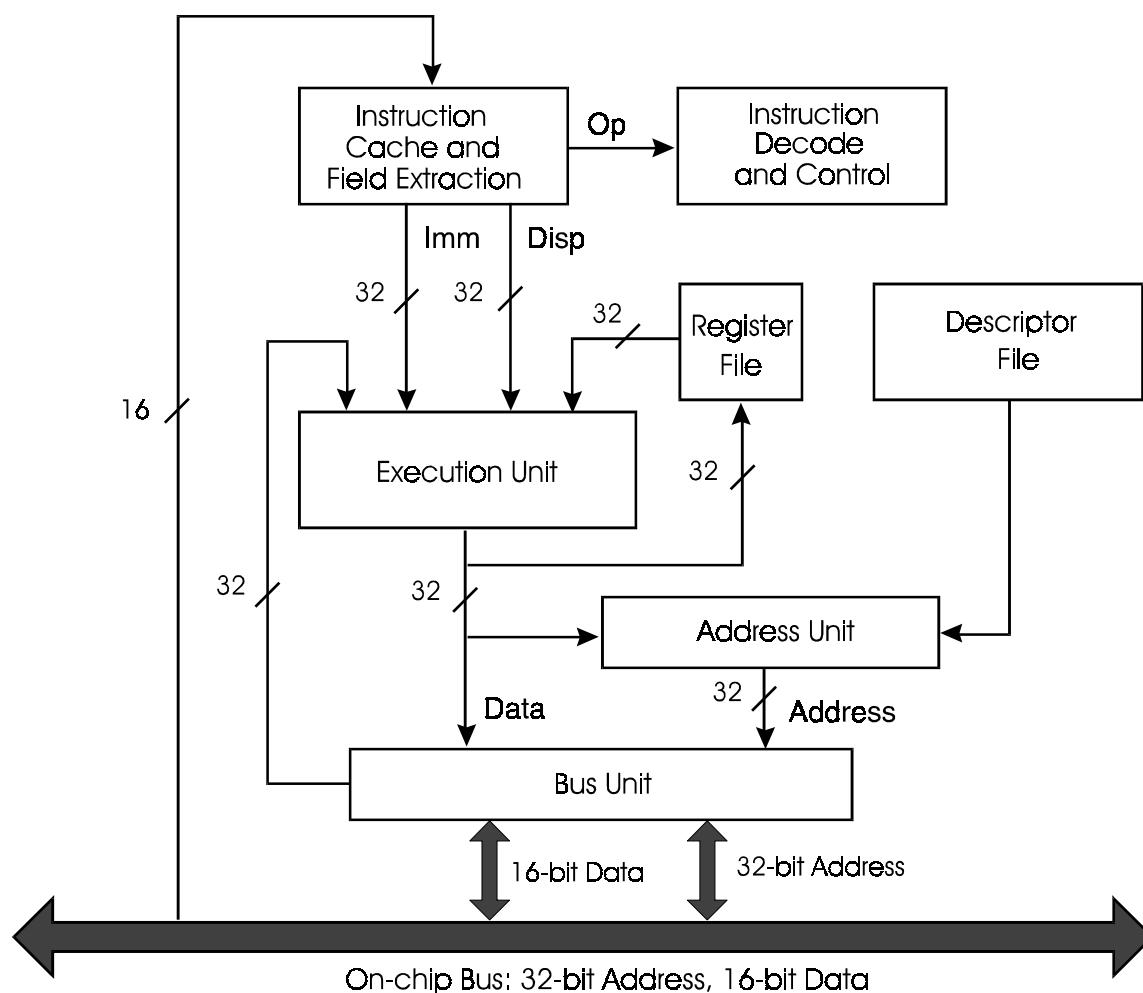 Instruction
Cache and
Field Extraction
Op
Instruction
Decode
and Control
Imm
Disp
32
32
32
Register
File
Descriptor
File
16
Execution Unit
32
32
32
Address Unit
32
Data
Address
Bus Unit
16-bit Data
32-bit Address
On-chip Bus: 32-bit Address, 16-bit Data